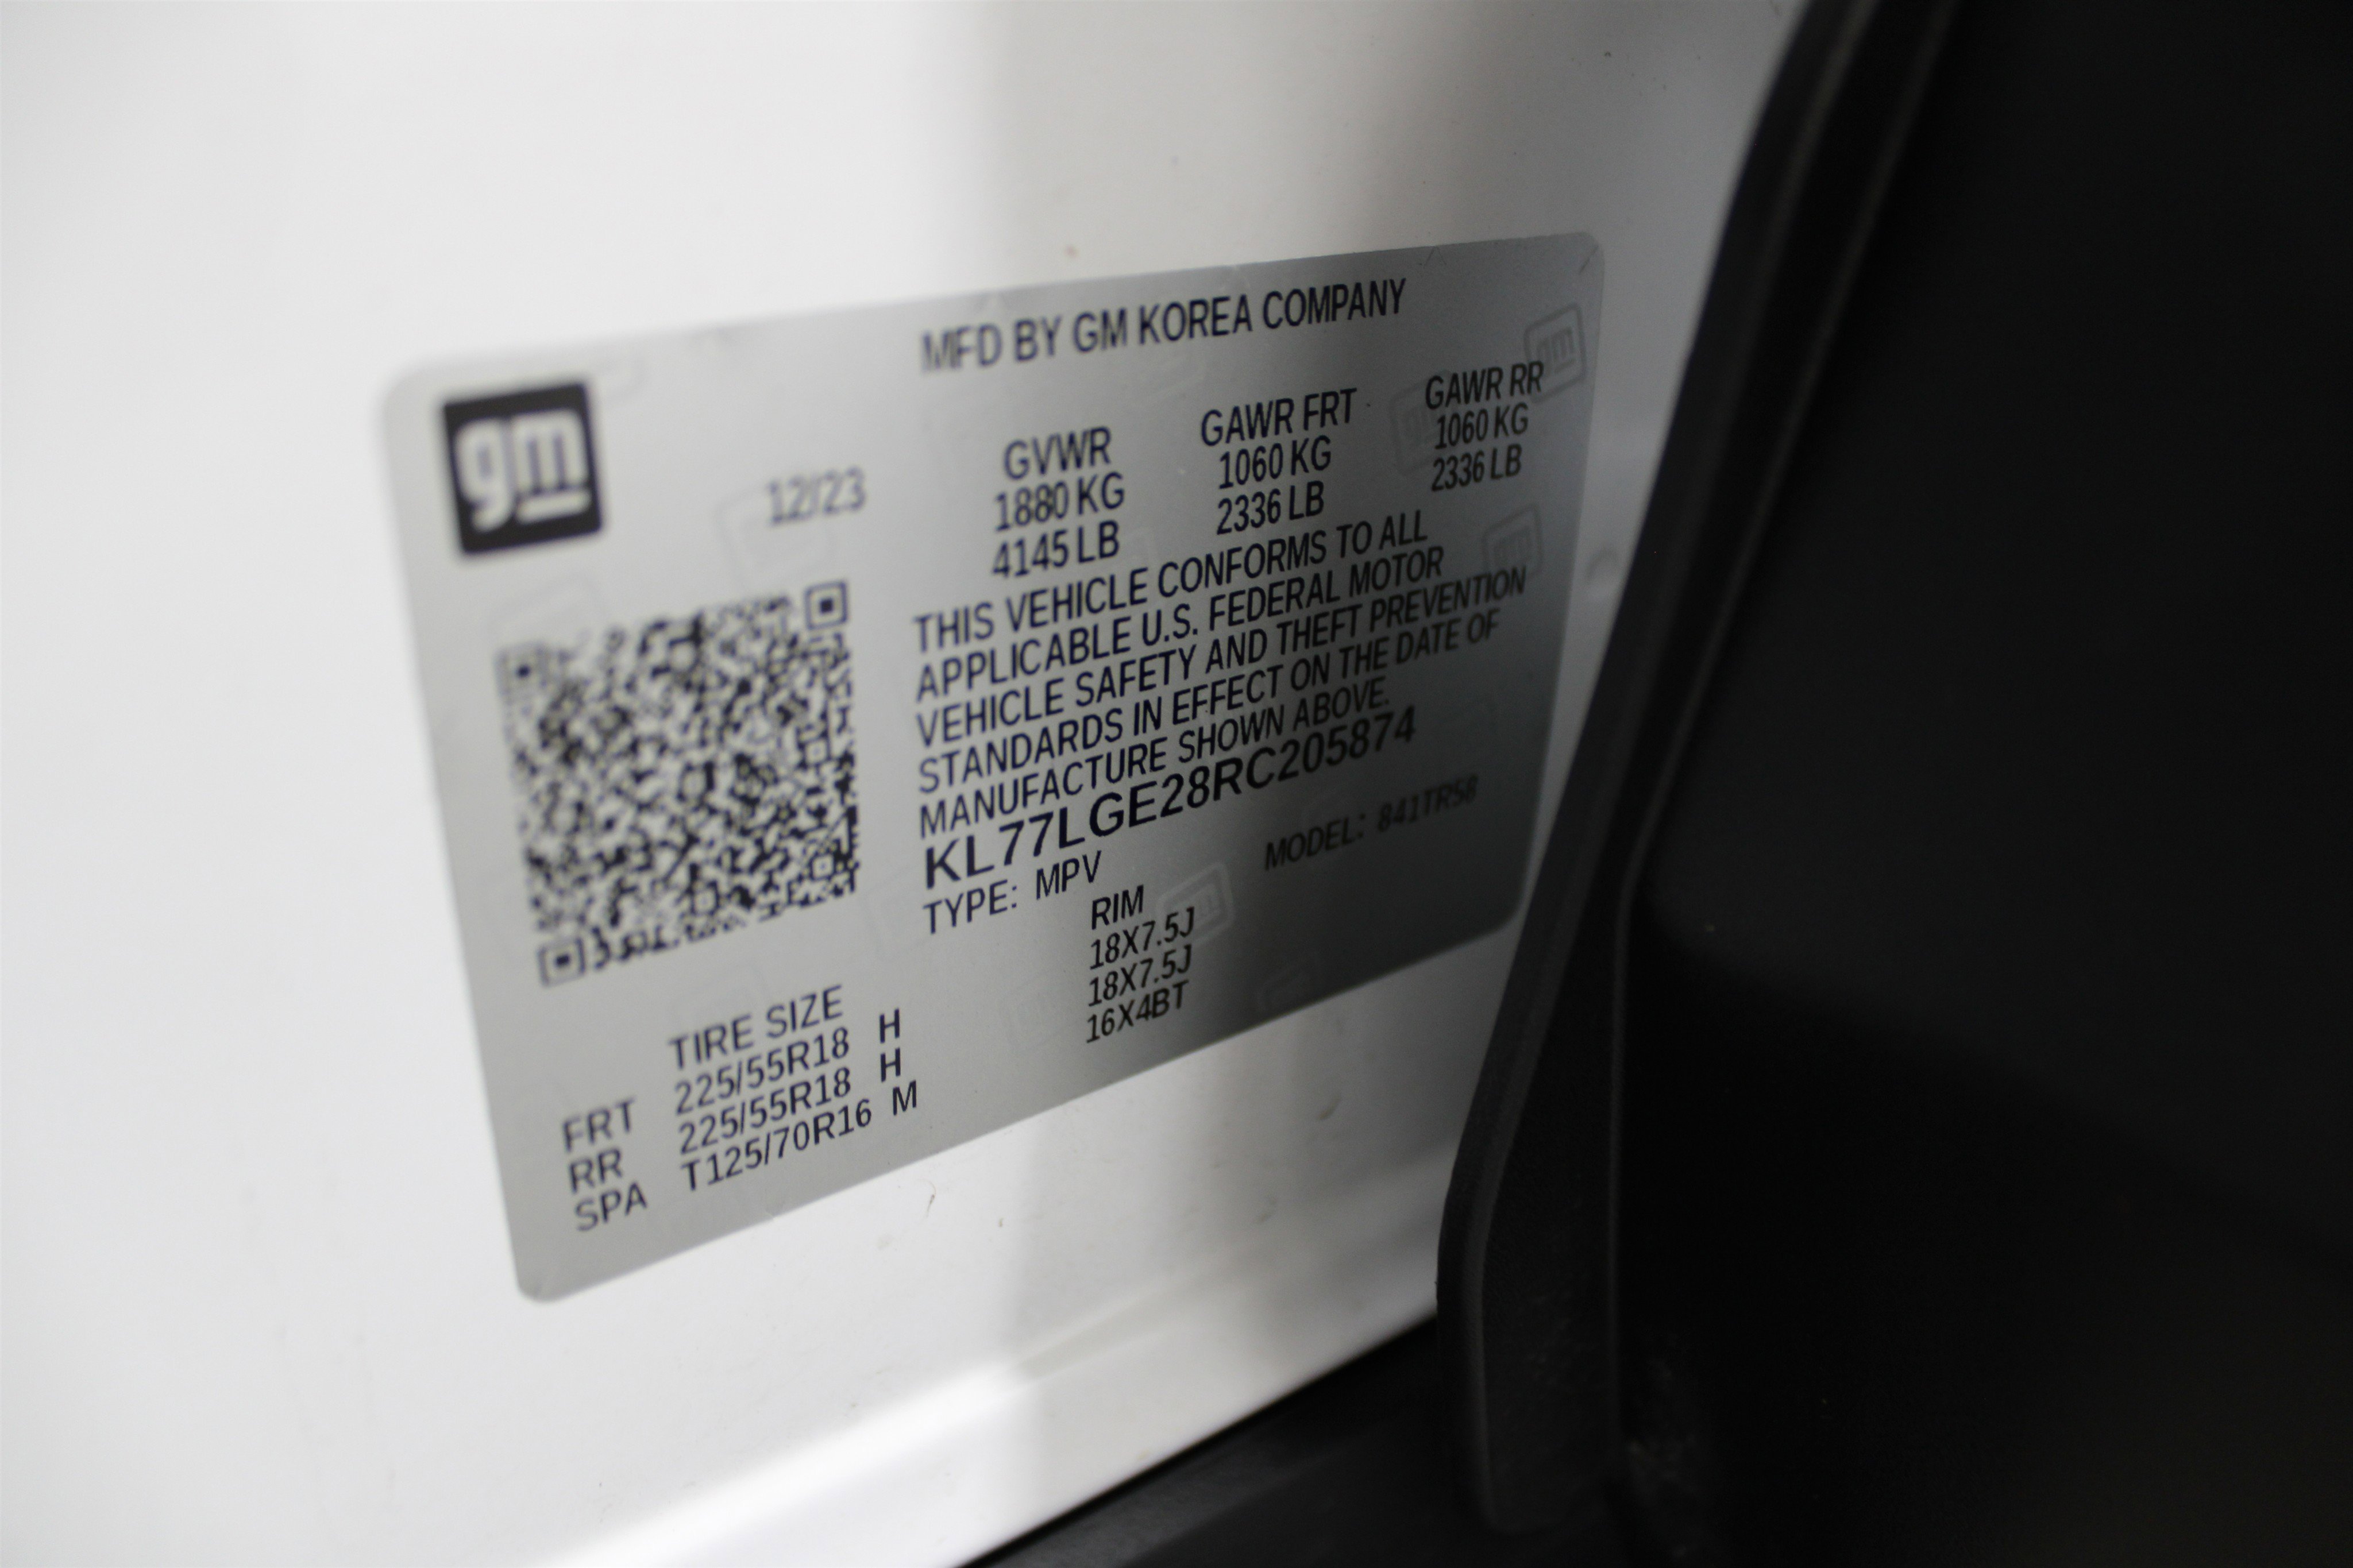 MFD BY GM KOREA COMPANY
gm
12/23
GVWR GAWR FRT GAWR RR
1880 KG 1060 KG 1060 KG
4145 LB 2336 LB 2336 LB
THIS VEHICLE CONFORMS TO ALL
APPLICABLE U.S. FEDERAL MOTOR
VEHICLE SAFETY AND THEFT PREVENTION
STANDARDS IN EFFECT ON THE DATE OF
MANUFACTURE SHOWN ABOVE.
KL77LGE28RC205874
TYPE: MPV MODEL: 841TR58
TIRE SIZE RIM
FRT 225/55R18 H 18X7.5J
RR 225/55R18 H 18X7.5J
SPA T125/70R16 M 16X4BT